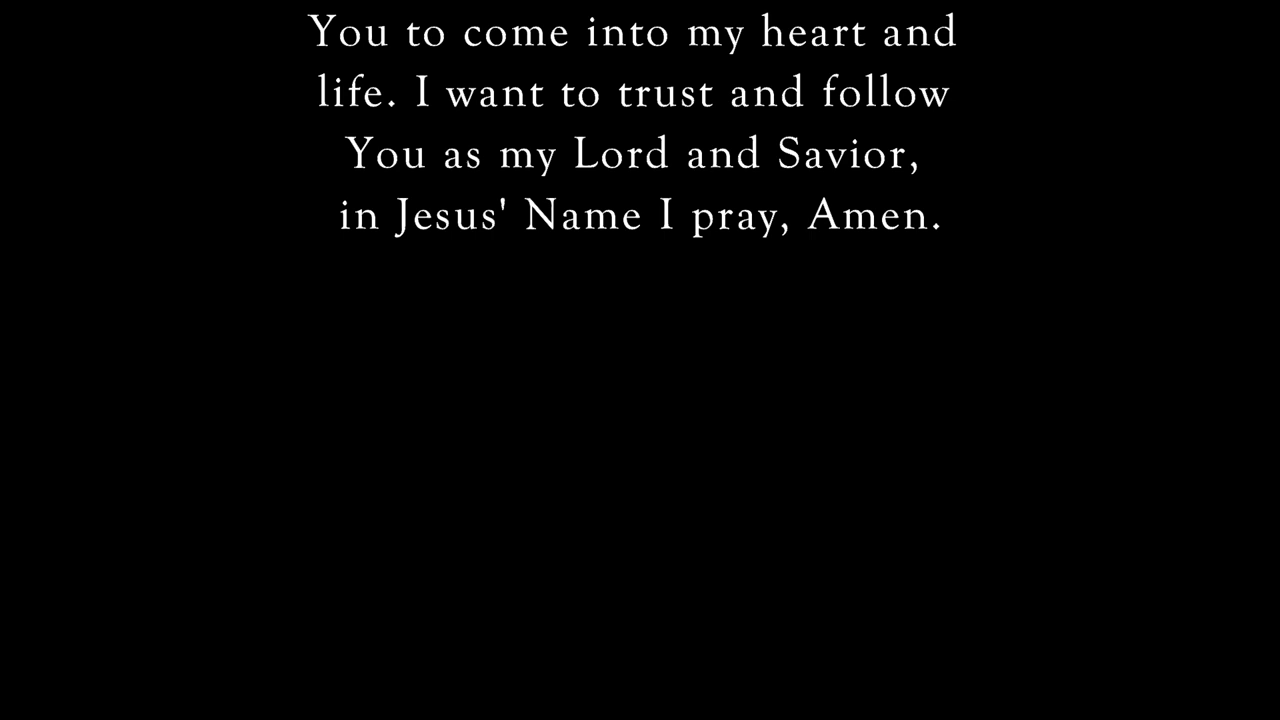 You to come into my heart and
life. I want to trust and follow
You as my Lord and Savior,
in Jesus' Name I pray, Amen.